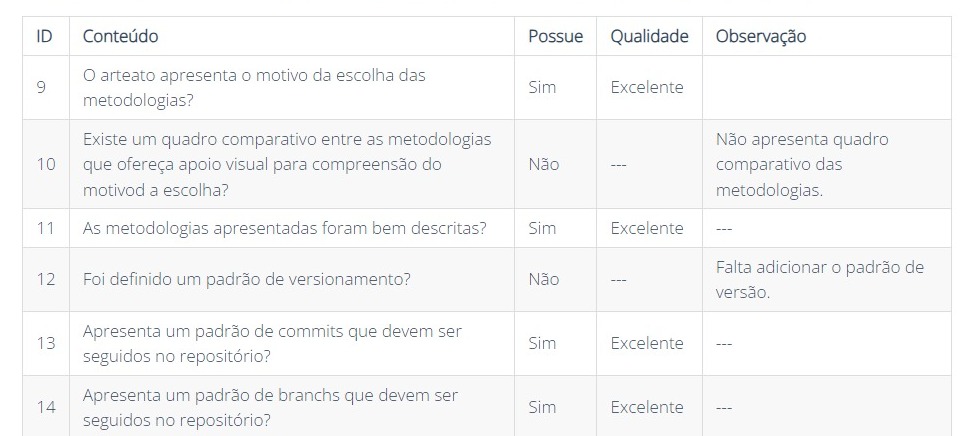 ID Conteúdo Possue Qualidade Observação
9 O arteato apresenta o motivo da escolha das metodologias? Sim Excelente
10 Existe um quadro comparativo entre as metodologias que ofereça apoio visual para compreensão do motivod a escolha? Não --- Não apresenta quadro comparativo das metodologias.
11 As metodologias apresentadas foram bem descritas? Sim Excelente ---
12 Foi definido um padrão de versionamento? Não --- Falta adicionar o padrão de versão.
13 Apresenta um padrão de commits que devem ser seguidos no repositório? Sim Excelente ---
14 Apresenta um padrão de branchs que devem ser seguidos no repositório? Sim Excelente ---